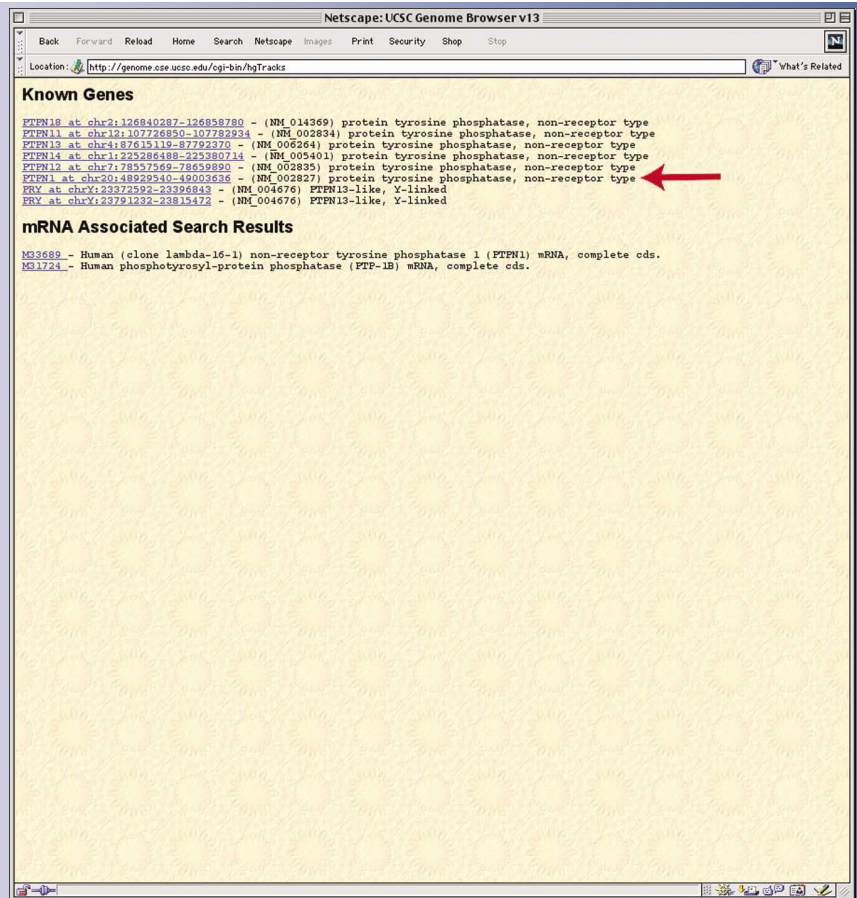 Netscape: UCSC Genome Browser v13
Back Forward Reload Home Search Netscape Images Print Security Shop Stop
N
Location: http://genome.cse.ucsc.edu/cgi-bin/hgTracks What's Related
Known Genes
PTPN18 at chr2:126840287-126858780 - (NM_014369) protein tyrosine phosphatase, non-receptor type
PTPN11 at chr12:107726850-107782934 - (NM_002834) protein tyrosine phosphatase, non-receptor type
PTPN13 at chr4:87615119-87792370 - (NM_006264) protein tyrosine phosphatase, non-receptor type
PTPN14 at chr1:225286488-225380714 - (NM_005401) protein tyrosine phosphatase, non-receptor type
PTPN12 at chr7:78557569-78659890 - (NM_002835) protein tyrosine phosphatase, non-receptor type
PTPN1 at chr20:48929540-49003636 - (NM_002827) protein tyrosine phosphatase, non-receptor type
PRY at chrY:23372592-23396843 - (NM_004676) PTPN13-like, Y-linked
PRY at chrY:23791232-23815472 - (NM_004676) PTPN13-like, Y-linked
mRNA Associated Search Results
M33689 - Human (clone lambda-16-1) non-receptor tyrosine phosphatase 1 (PTPN1) mRNA, complete cds.
M31724 - Human phosphotyrosyl-protein phosphatase (PTP-1B) mRNA, complete cds.